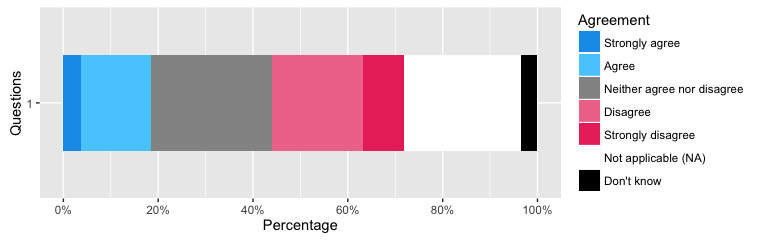 Agreement
Strongly agree
Agree
Neither agree nor disagree
Disagree
Strongly disagree
Not applicable (NA)
Don't know
Questions
1
0%
20%
40%
60%
80%
100%
Percentage